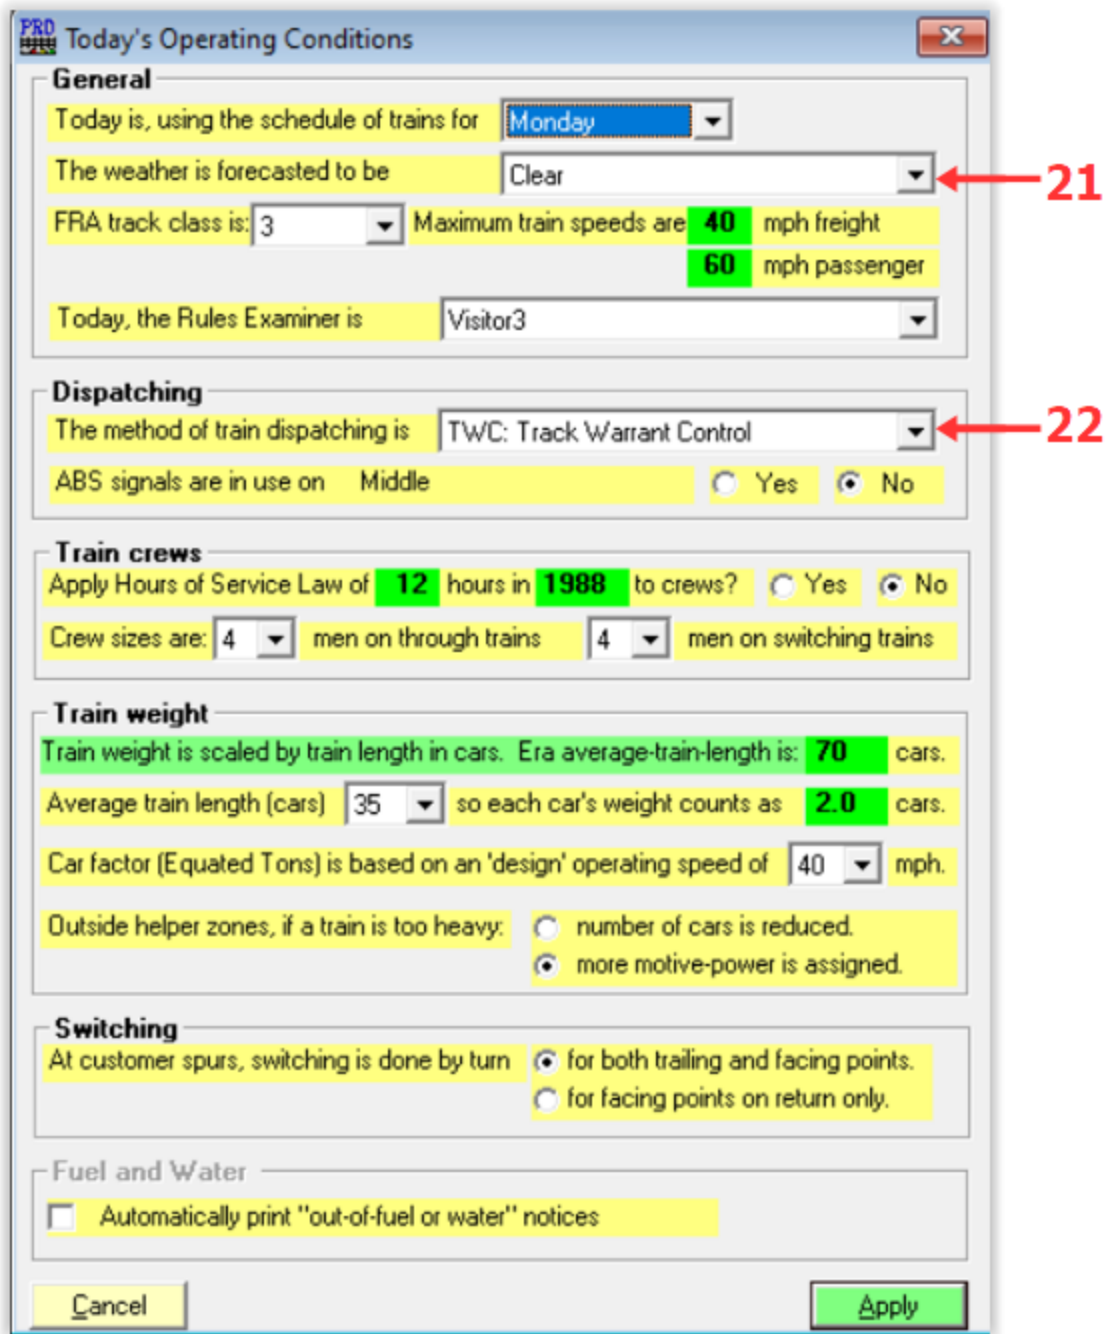 PRO Today's Operating Conditions
General
Today is, using the schedule of trains for Monday
The weather is forecasted to be Clear 21
FRA track class is: 3 Maximum train speeds are 40 mph freight
60 mph passenger
Today, the Rules Examiner is Visitor3
Dispatching
The method of train dispatching is TWC: Track Warrant Control 22
ABS signals are in use on Middle Yes No
Train crews
Apply Hours of Service Law of 12 hours in 1988 to crews? Yes No
Crew sizes are: 4 men on through trains 4 men on switching trains
Train weight
Train weight is scaled by train length in cars. Era average-train-length is: 70 cars.
Average train length (cars) 35 so each car's weight counts as 2.0 cars.
Car factor (Equated Tons) is based on an 'design' operating speed of 40 mph.
Outside helper zones, if a train is too heavy: number of cars is reduced.
more motive-power is assigned.
Switching
At customer spurs, switching is done by turn for both trailing and facing points.
for facing points on return only.
Fuel and Water
Automatically print "out-of-fuel or water" notices
Cancel Apply